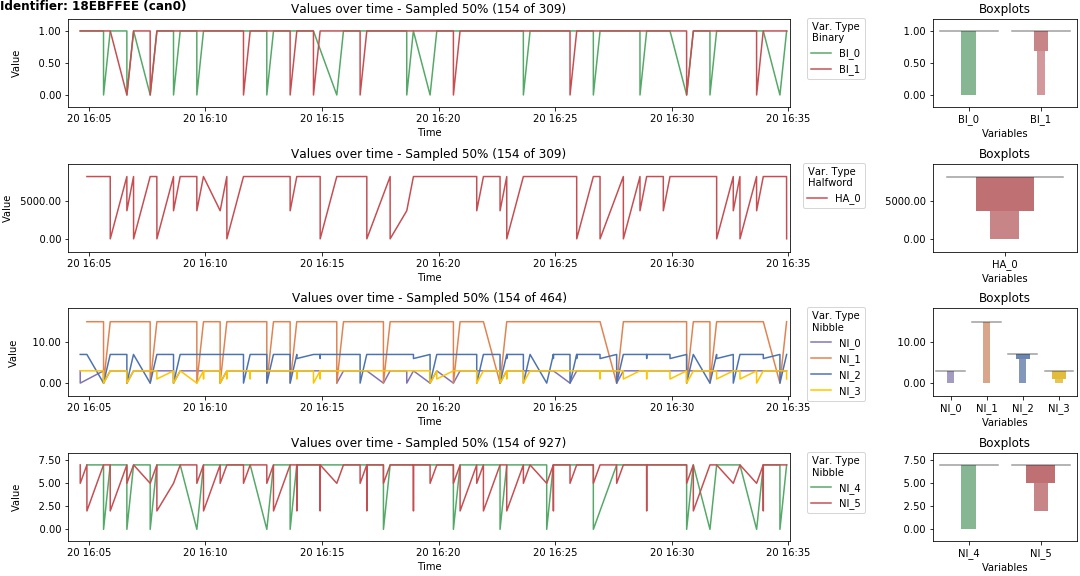 Identifier: 18EBFFEE (can0)
Values over time - Sampled 50% (154 of 309)
Boxplots
Value
1.00
0.50
0.00
20 16:05 20 16:10 20 16:15 20 16:20 20 16:25 20 16:30 20 16:35
Time
Var. Type
Binary
BI_0
BI_1
1.00
0.50
0.00
BI_0 BI_1
Variables
Values over time - Sampled 50% (154 of 309)
Boxplots
Value
5000.00
0.00
20 16:05 20 16:10 20 16:15 20 16:20 20 16:25 20 16:30 20 16:35
Time
Var. Type
Halfword
HA_0
5000.00
0.00
HA_0
Variables
Values over time - Sampled 50% (154 of 464)
Boxplots
Value
10.00
0.00
20 16:05 20 16:10 20 16:15 20 16:20 20 16:25 20 16:30 20 16:35
Time
Var. Type
Nibble
NI_0
NI_1
NI_2
NI_3
10.00
0.00
NI_0 NI_1 NI_2 NI_3
Variables
Values over time - Sampled 50% (154 of 927)
Boxplots
Value
7.50
5.00
2.50
0.00
20 16:05 20 16:10 20 16:15 20 16:20 20 16:25 20 16:30 20 16:35
Time
Var. Type
Nibble
NI_4
NI_5
7.50
5.00
2.50
0.00
NI_4 NI_5
Variables